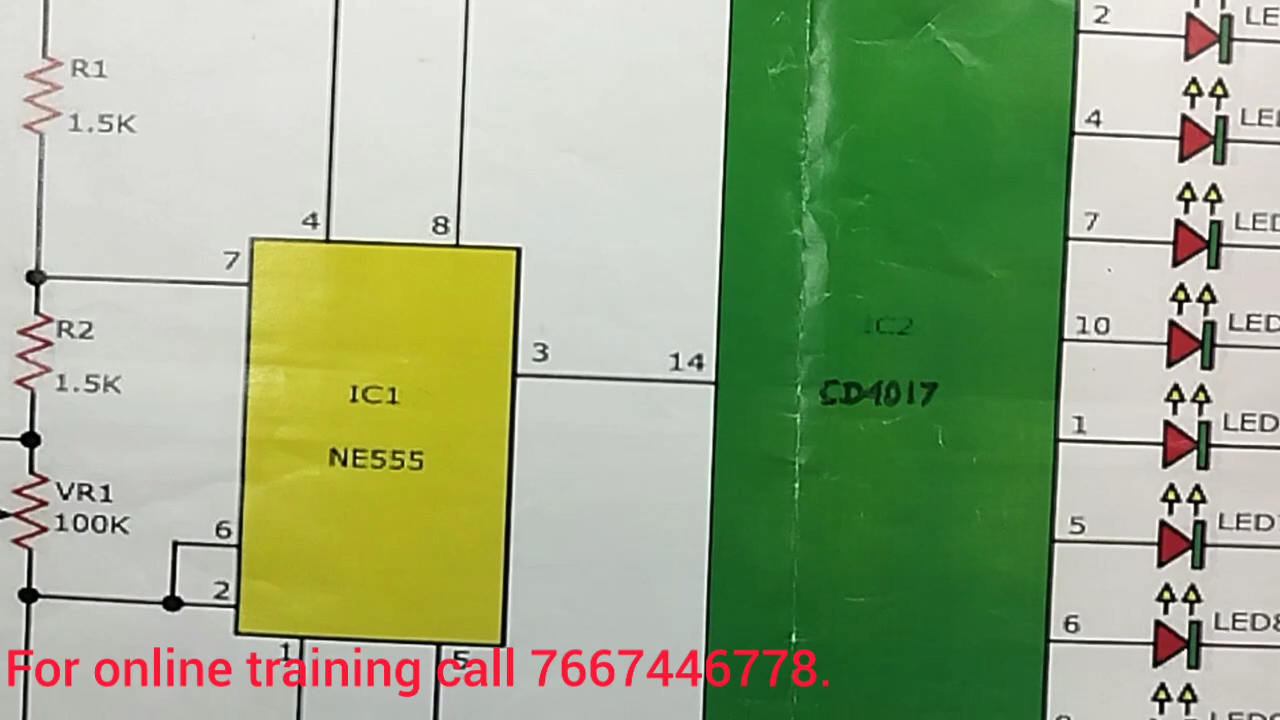 R1
1.5K
4
8
7
R2
1.5K
VR1
100K
6
2
1
5
IC1
NE555
3
14
IC2
CD4017
2
LE
4
LED
7
LED
10
LED
1
LED
5
LED7
6
LED8
For online training call 7667446778.